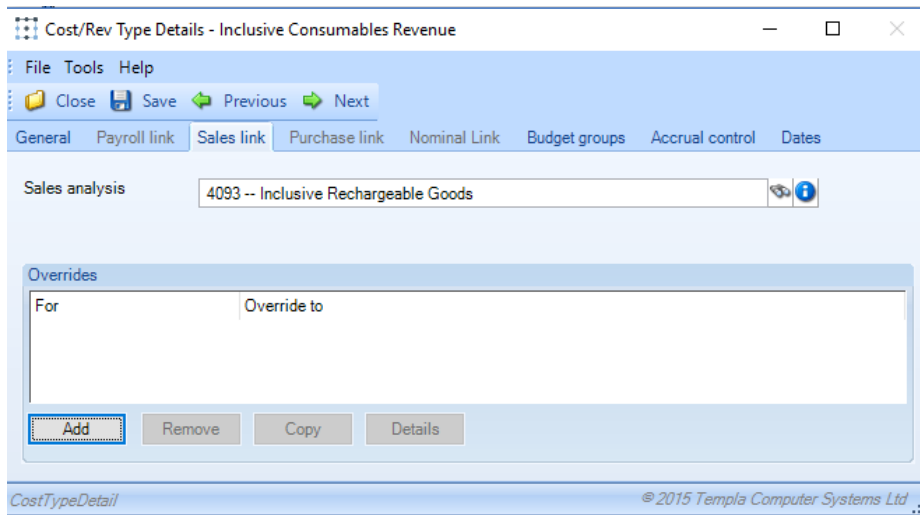 Cost/Rev Type Details - Inclusive Consumables Revenue
File Tools Help
Close Save Previous Next
General Payroll link Sales link Purchase link Nominal Link Budget groups Accrual control Dates
Sales analysis 4093 -- Inclusive Rechargeable Goods
Overrides
For Override to
Add Remove Copy Details
CostTypeDetail © 2015 Templa Computer Systems Ltd